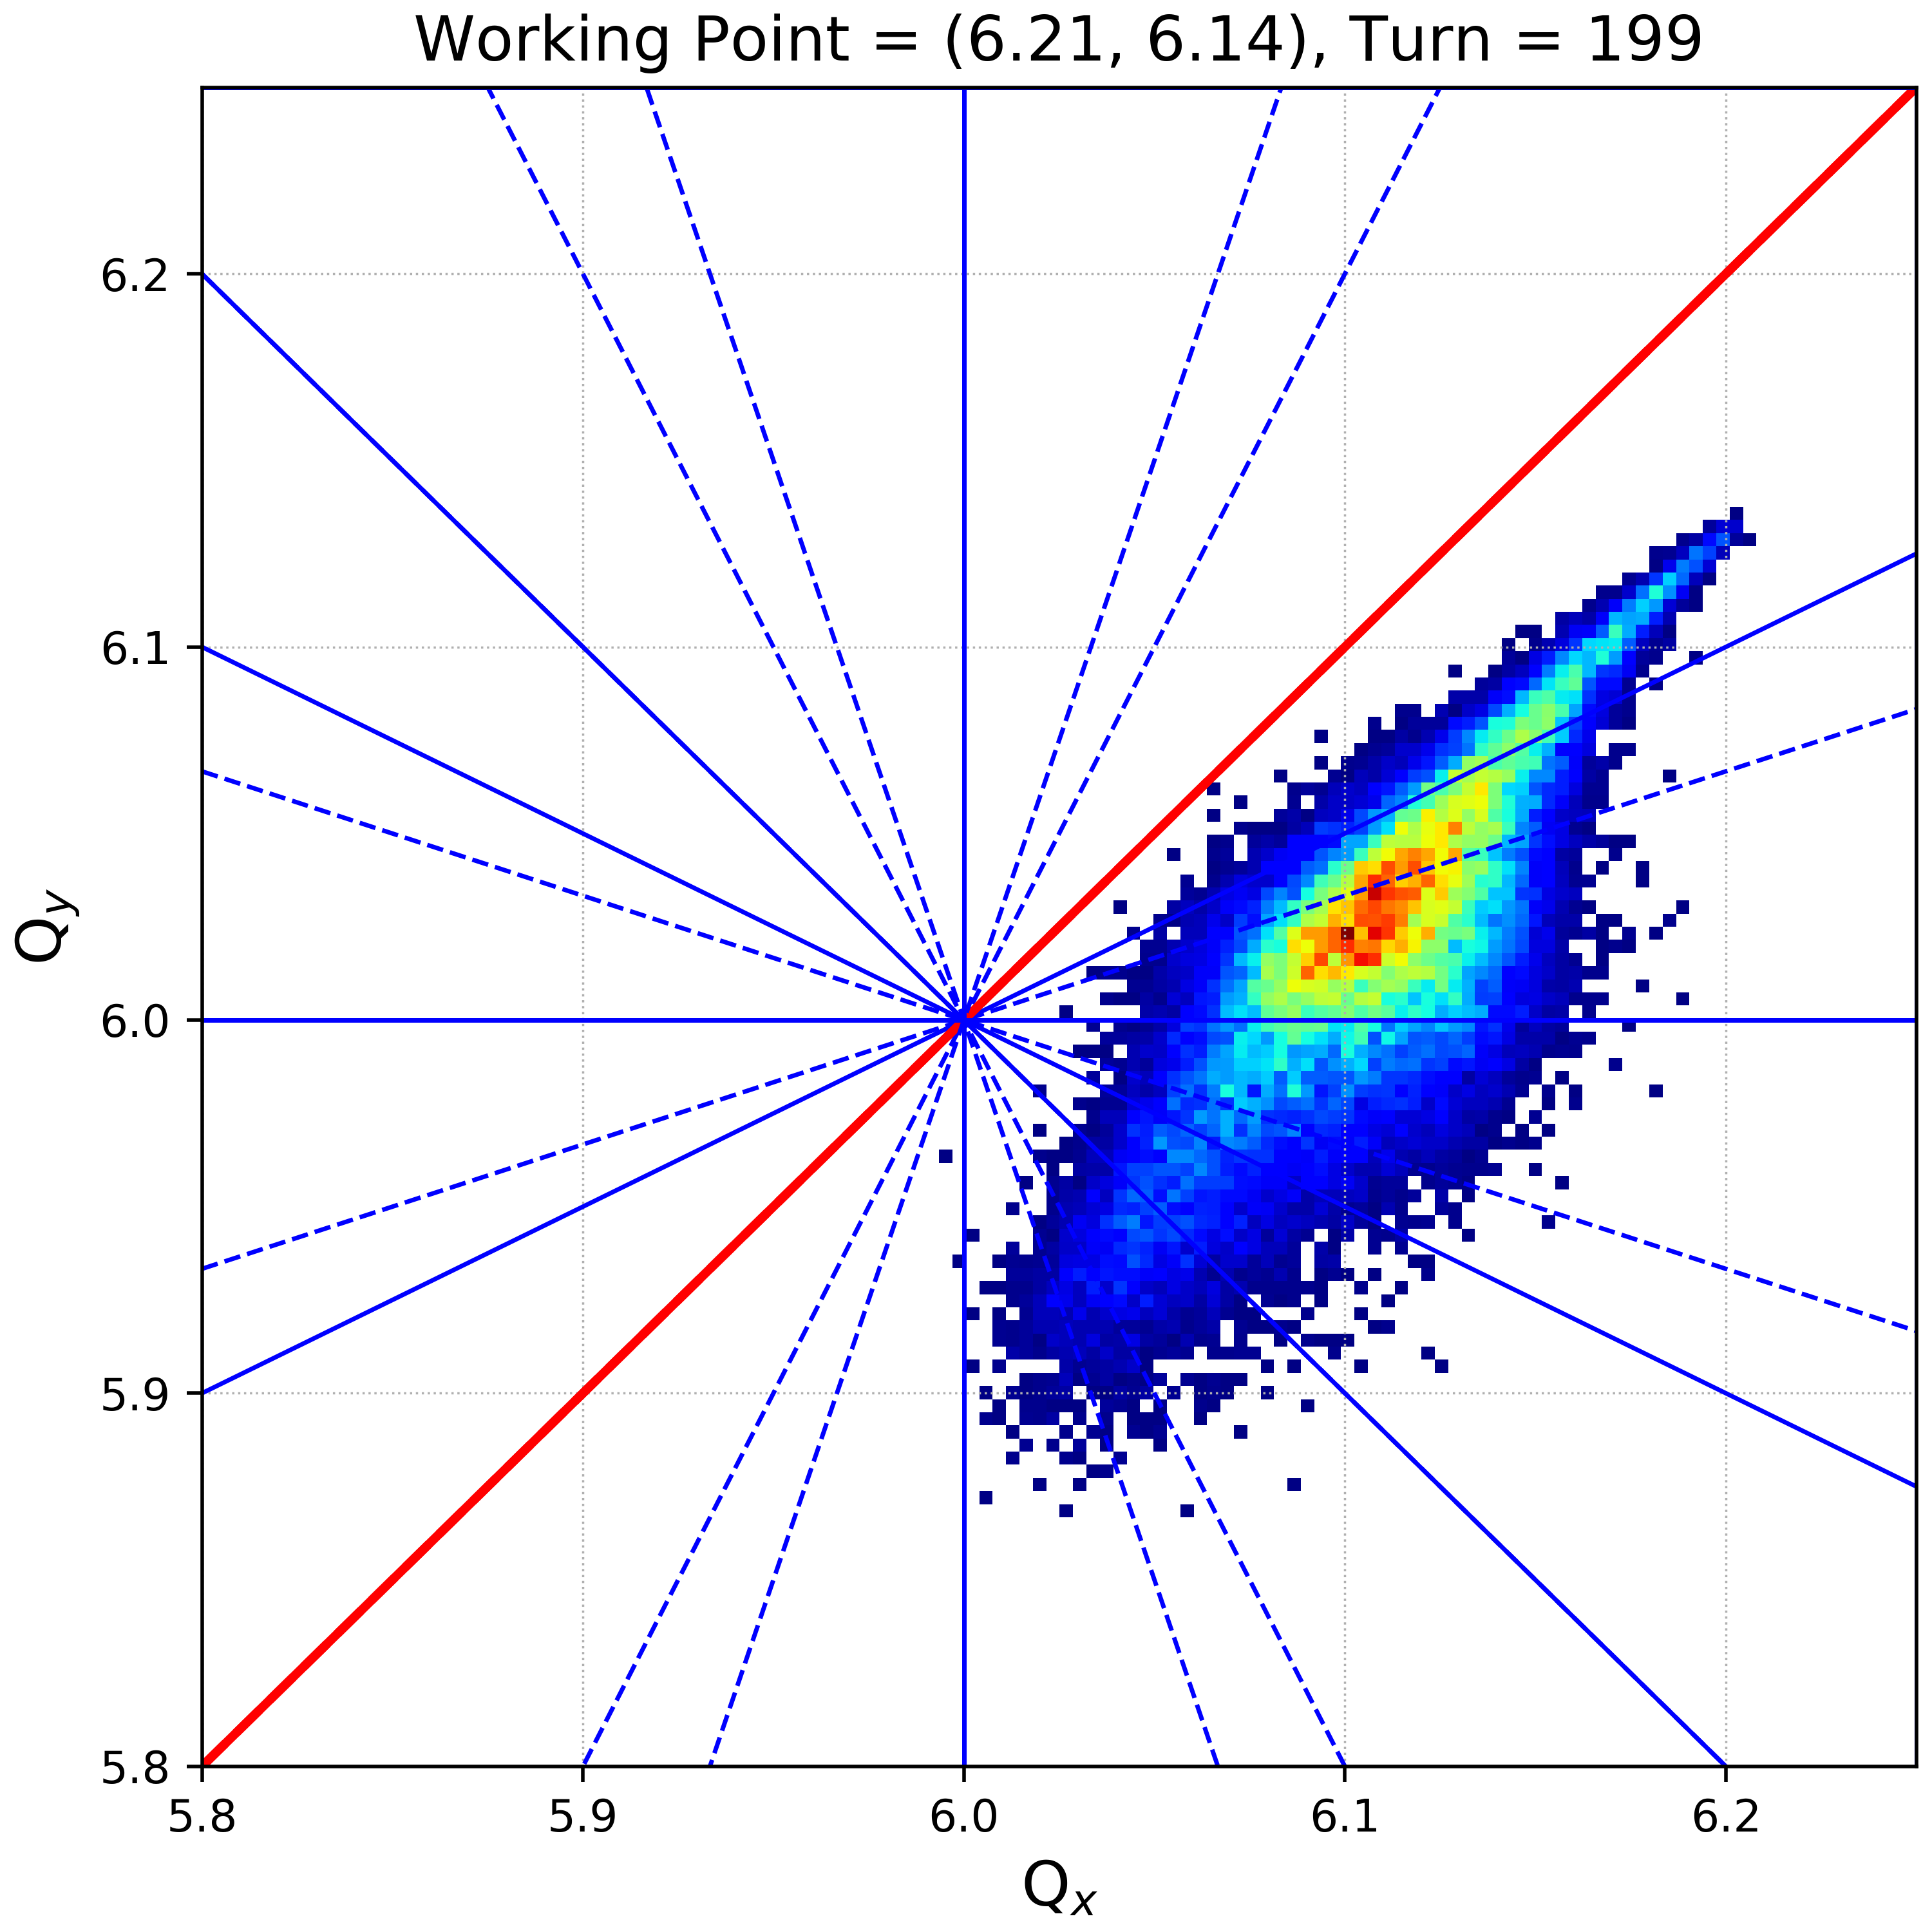 Working Point = (6.21, 6.14), Turn = 199
6.2
6.1
6.0
5.9
5.8
Qy
5.8 5.9 6.0 6.1 6.2
Qx